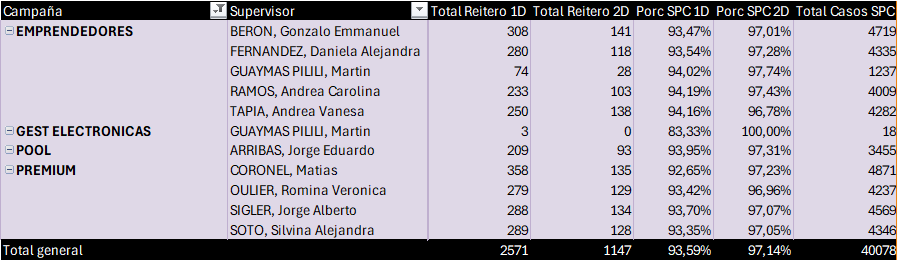 Campaña Supervisor Total Reitero 1D Total Reitero 2D Porc SPC 1D Porc SPC 2D Total Casos SPC
EMPRENDEDORES BERON, Gonzalo Emmanuel 308 141 93,47% 97,01% 4719
FERNANDEZ, Daniela Alejandra 280 118 93,54% 97,28% 4335
GUAYMAS PILILI, Martin 74 28 94,02% 97,74% 1237
RAMOS, Andrea Carolina 233 103 94,19% 97,43% 4009
TAPIA, Andrea Vanesa 250 138 94,16% 96,78% 4282
GEST ELECTRONICAS GUAYMAS PILILI, Martin 3 0 83,33% 100,00% 18
POOL ARRIBAS, Jorge Eduardo 209 93 93,95% 97,31% 3455
PREMIUM CORONEL, Matias 358 135 92,65% 97,23% 4871
OULIER, Romina Veronica 279 129 93,42% 96,96% 4237
SIGLER, Jorge Alberto 288 134 93,70% 97,07% 4569
SOTO, Silvina Alejandra 289 128 93,35% 97,05% 4346
Total general 2571 1147 93,59% 97,14% 40078